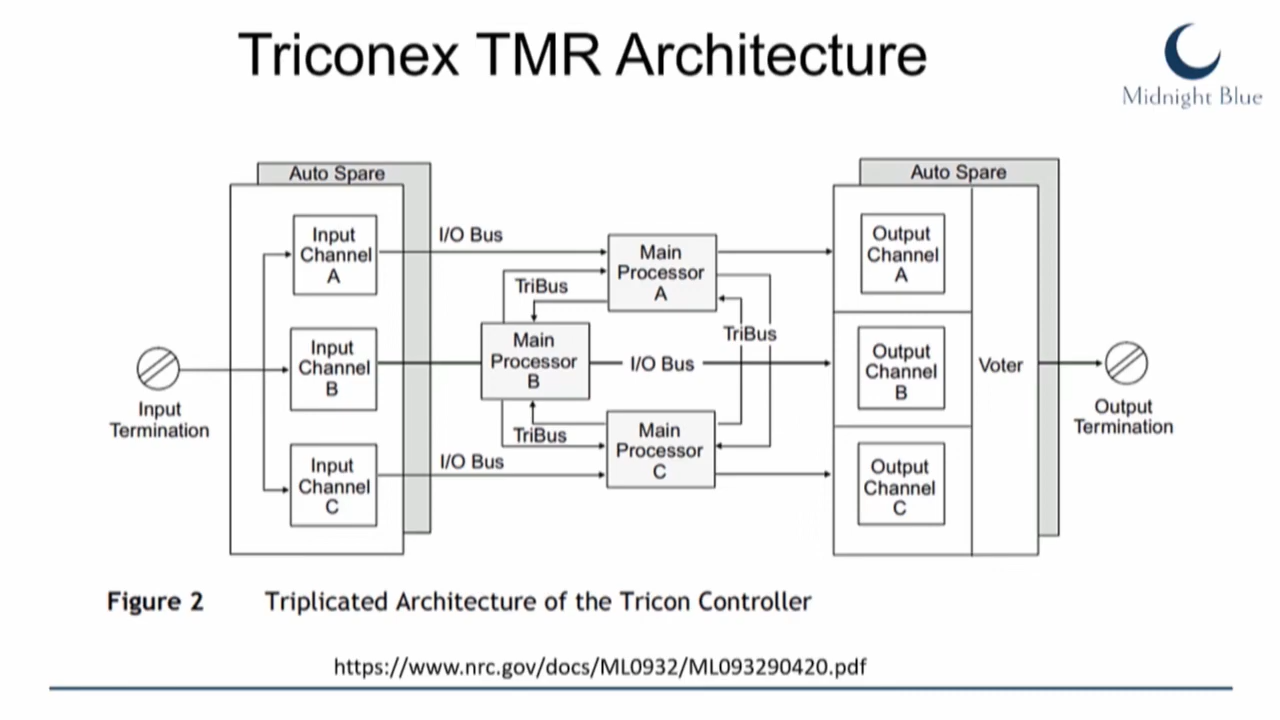 Triconex TMR Architecture
Midnight Blue
Auto Spare
Auto Spare
Input
Channel
A
I/O Bus
Main
Processor
A
Output
Channel
A
TriBus
TriBus
Input
Channel
B
Main
Processor
B
I/O Bus
Output
Channel
B
Voter
Input
Termination
Output
Termination
TriBus
Main
Processor
C
Input
Channel
C
I/O Bus
Output
Channel
C
Figure 2 Triplicated Architecture of the Tricon Controller
https://www.nrc.gov/docs/ML0932/ML093290420.pdf